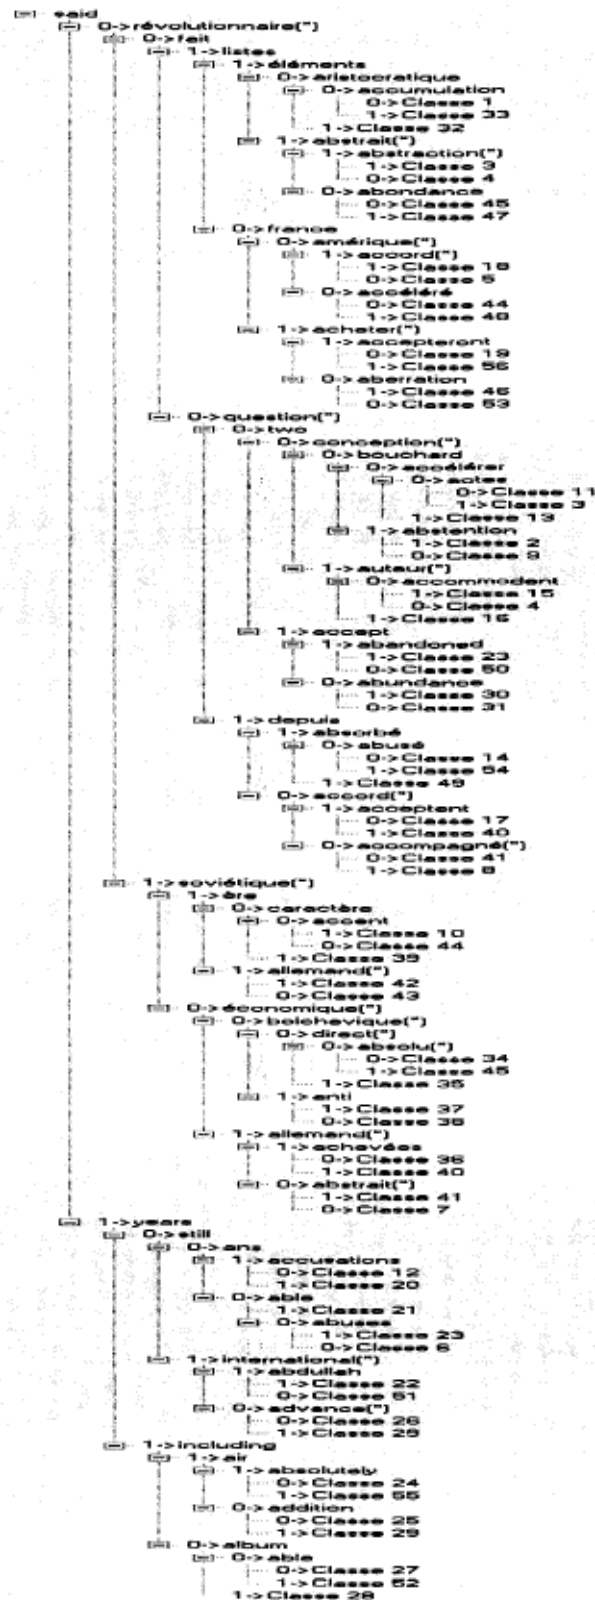 said
0->révolutionnaire(*)
0->fait
1->listes
1->éléments
0->aristocratique
0->accumulation
0->Classe 1
1->Classe 33
1->Classe 32
1->abstrait(*)
1->abstraction(*)
1->Classe 3
0->Classe 4
0->abondance
0->Classe 45
1->Classe 47
0->france
0->amérique(*)
1->accord(*)
1->Classe 18
0->Classe 5
0->accéléré
0->Classe 44
1->Classe 48
1->acheter(*)
1->accepteront
0->Classe 19
1->Classe 56
0->aberration
1->Classe 46
0->Classe 53
0->question(*)
0->two
0->conception(*)
0->bouchard
0->accélérer
0->actes
0->Classe 11
1->Classe 3
1->Classe 13
1->abstention
1->Classe 2
0->Classe 9
1->auteur(*)
0->accommodent
1->Classe 15
0->Classe 4
1->Classe 16
1->accept
1->abandoned
1->Classe 23
0->Classe 50
0->abundance
1->Classe 30
0->Classe 31
1->depuis
1->absorbé
0->abusé
0->Classe 14
1->Classe 54
1->Classe 49
0->accord(*)
1->acceptent
0->Classe 17
1->Classe 40
0->accompagné(*)
0->Classe 41
1->Classe 8
1->soviétique(*)
1->ère
0->caractère
0->accent
1->Classe 10
0->Classe 44
1->Classe 39
1->allemand(*)
1->Classe 42
0->Classe 43
0->économique(*)
0->bolchevique(*)
0->direct(*)
0->absolu(*)
0->Classe 34
1->Classe 45
1->Classe 35
1->anti
1->Classe 37
0->Classe 38
1->allemand(*)
1->achevées
0->Classe 36
1->Classe 40
0->abstrait(*)
1->Classe 41
0->Classe 7
1->years
0->still
0->ans
1->accusations
0->Classe 12
1->Classe 20
0->able
1->Classe 21
0->abuses
1->Classe 23
0->Classe 6
1->international(*)
1->abdullah
1->Classe 22
0->Classe 51
0->advance(*)
0->Classe 26
1->Classe 29
1->including
1->air
1->absolutely
0->Classe 24
1->Classe 55
0->addition
0->Classe 25
1->Classe 29
0->album
0->able
0->Classe 27
1->Classe 52
1->Classe 28